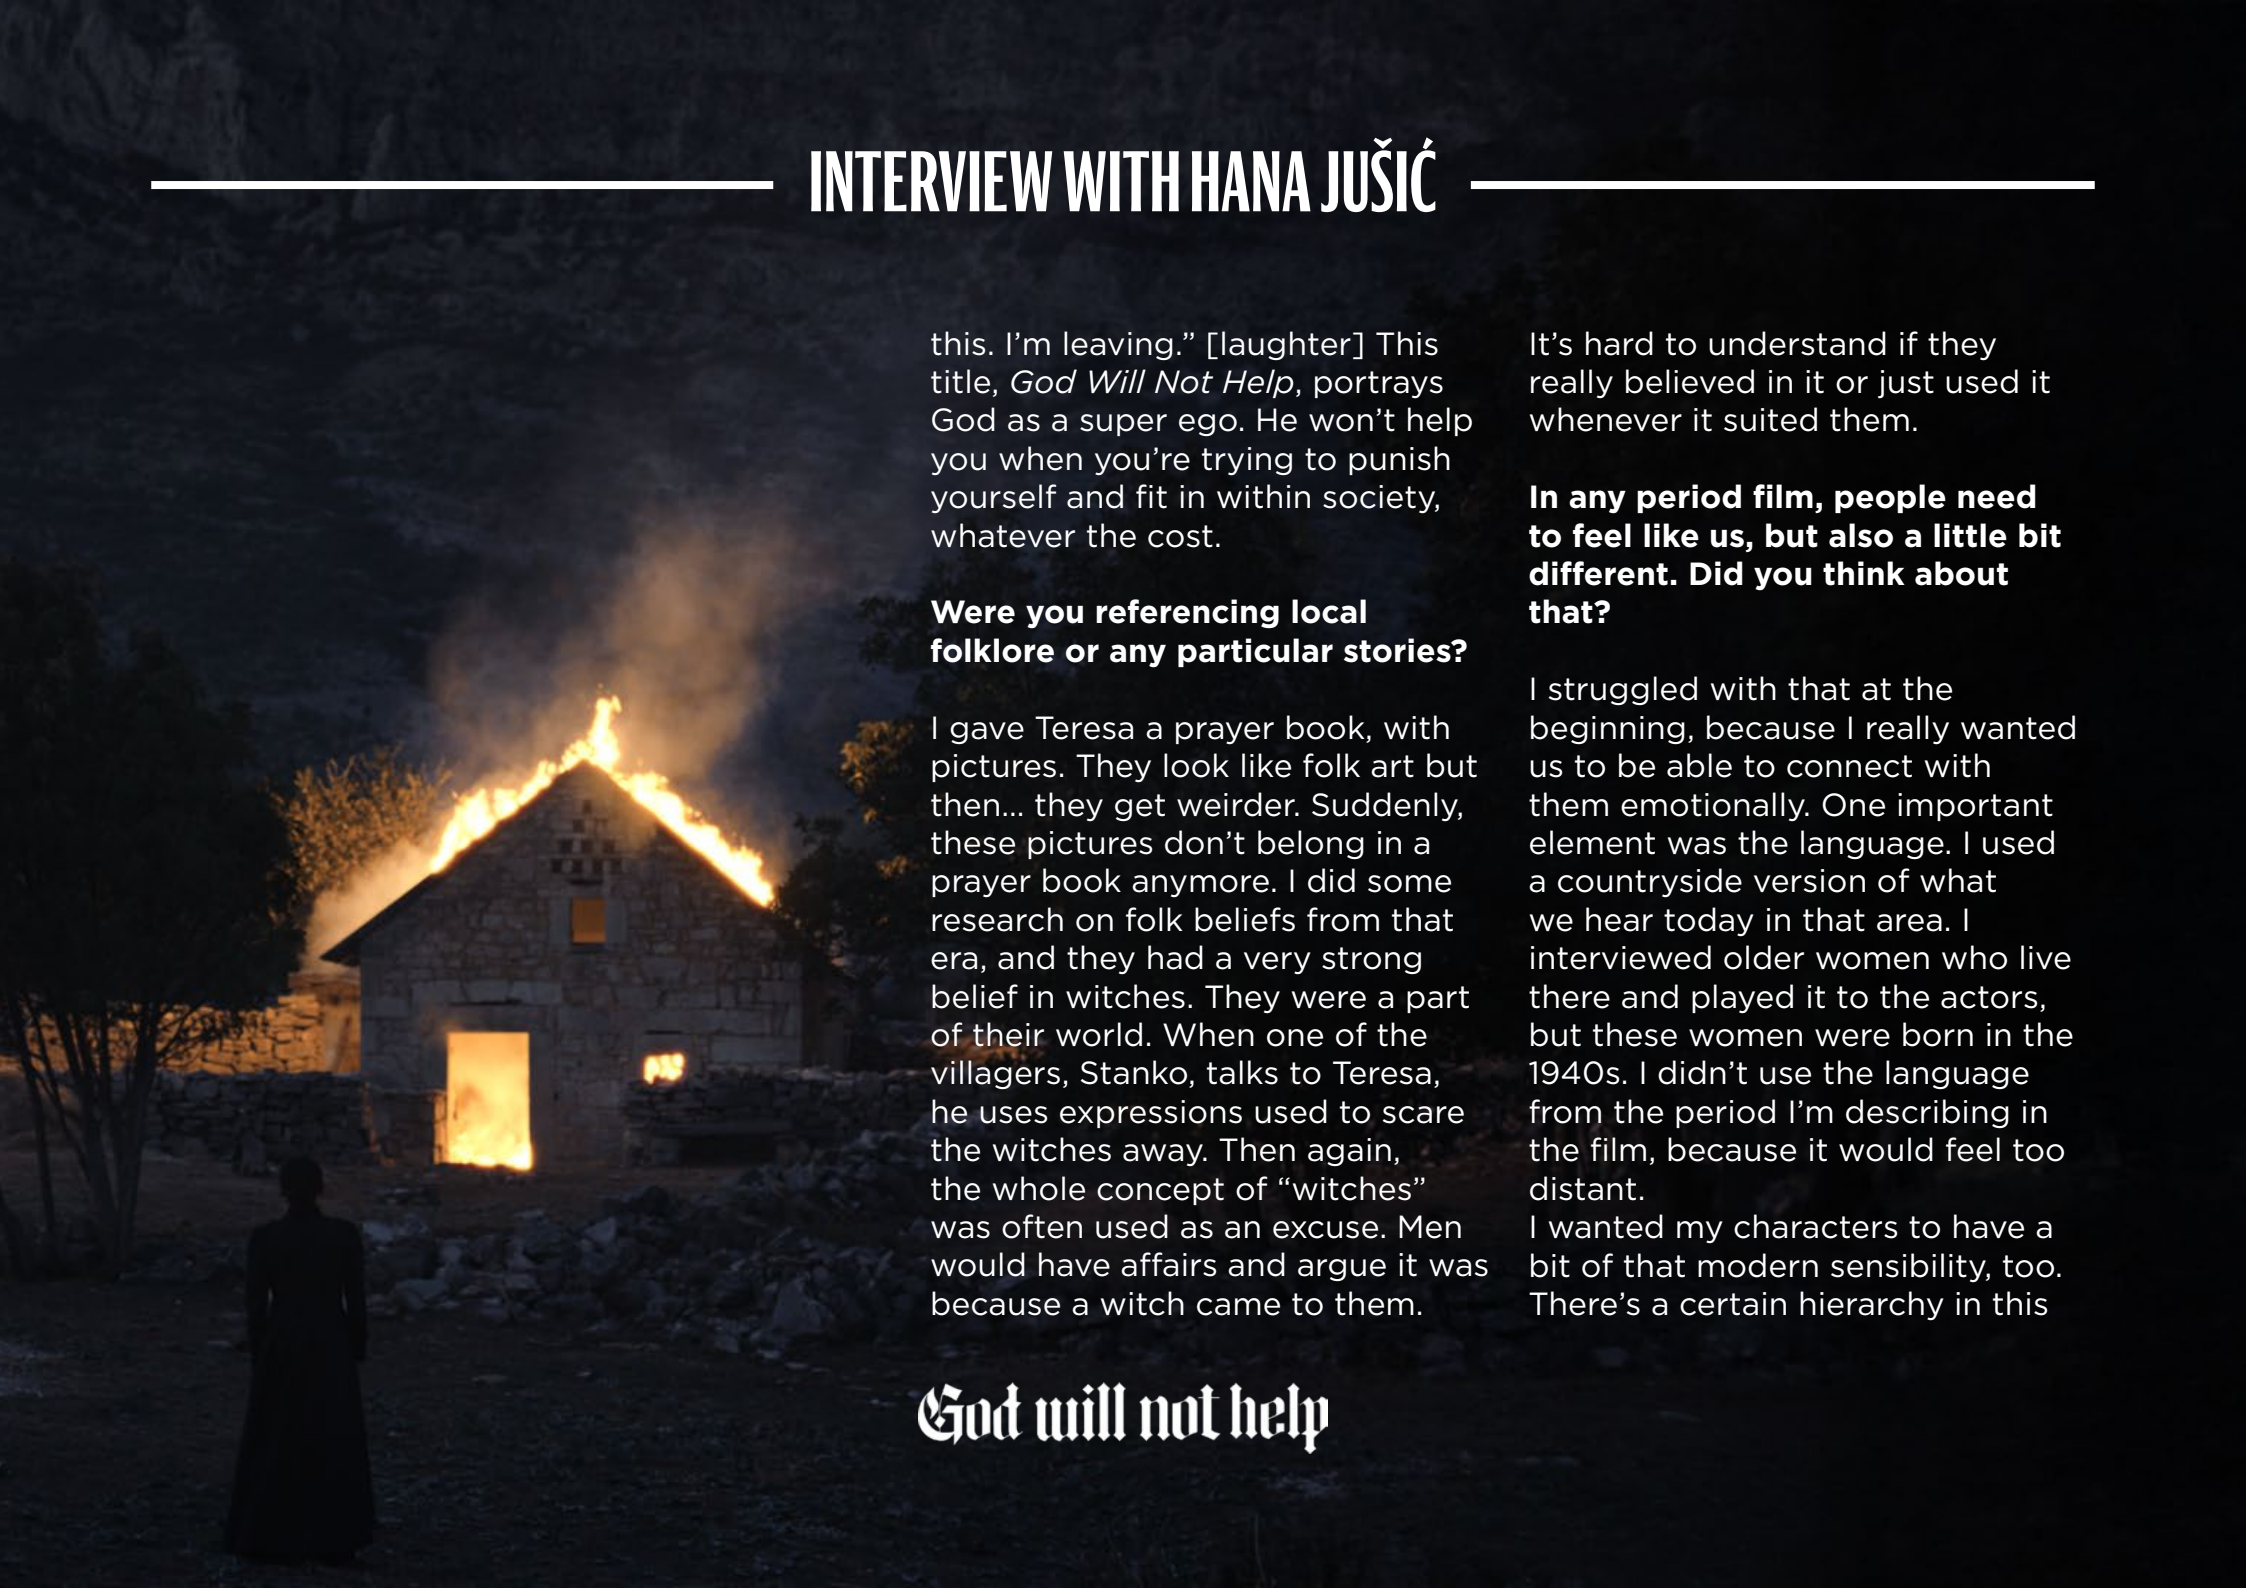 INTERVIEW WITH HANA JUŠIĆ
this. I’m leaving.” [laughter] This
title, God Will Not Help, portrays
God as a super ego. He won’t help
you when you’re trying to punish
yourself and fit in within society,
whatever the cost.
Were you referencing local
folklore or any particular stories?
I gave Teresa a prayer book, with
pictures. They look like folk art but
then... they get weirder. Suddenly,
these pictures don’t belong in a
prayer book anymore. I did some
research on folk beliefs from that
era, and they had a very strong
belief in witches. They were a part
of their world. When one of the
villagers, Stanko, talks to Teresa,
he uses expressions used to scare
the witches away. Then again,
the whole concept of “witches”
was often used as an excuse. Men
would have affairs and argue it was
because a witch came to them.
It’s hard to understand if they
really believed in it or just used it
whenever it suited them.
In any period film, people need
to feel like us, but also a little bit
different. Did you think about
that?
I struggled with that at the
beginning, because I really wanted
us to be able to connect with
them emotionally. One important
element was the language. I used
a countryside version of what
we hear today in that area. I
interviewed older women who live
there and played it to the actors,
but these women were born in the
1940s. I didn’t use the language
from the period I’m describing in
the film, because it would feel too
distant.
I wanted my characters to have a
bit of that modern sensibility, too.
There’s a certain hierarchy in this
God will not help